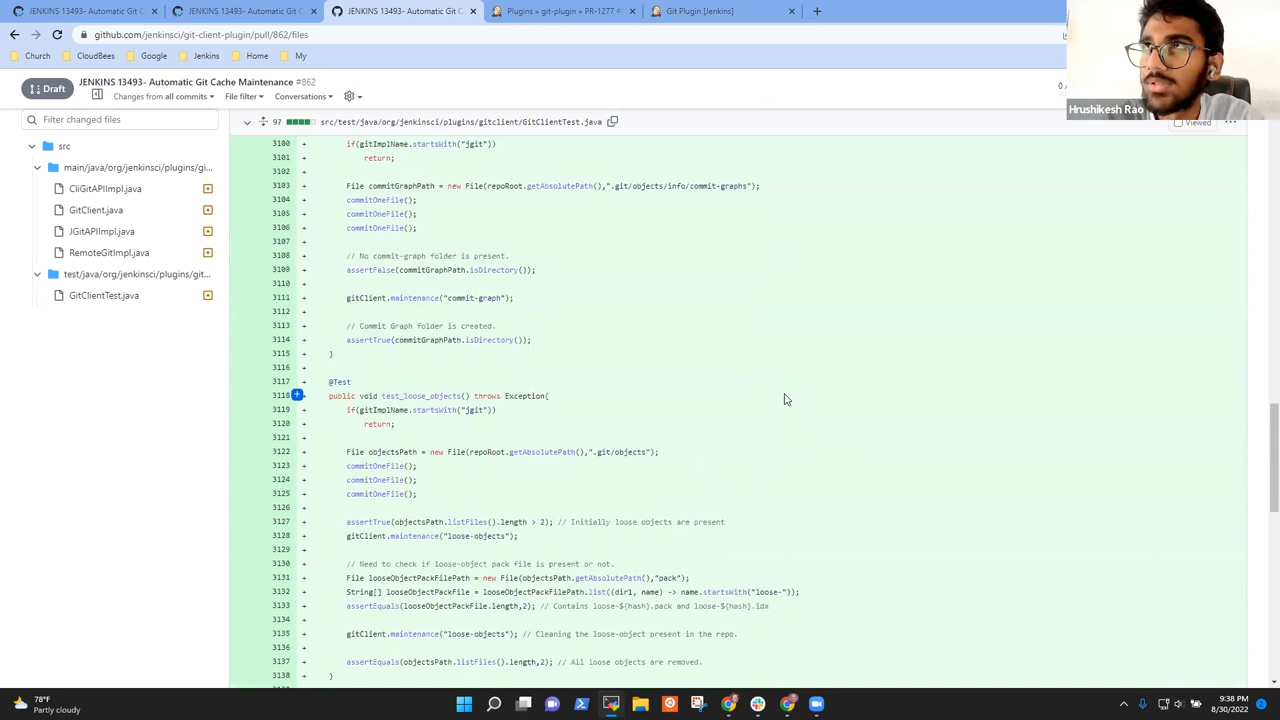 JENKINS 13493- Automatic Git C
JENKINS 13493- Automatic Git C
JENKINS 13493- Automatic Git C
Plugins » git-plugin » PR-1277 »
Git Plugin [Jenkins]
github.com/jenkinsci/git-client-plugin/pull/862/files
Church
CloudBees
Google
Jenkins
Home
My
Draft
JENKINS 13493- Automatic Git Cache Maintenance #862
Changes from all commits
File filter
Conversations
0 /
Hrushikesh Rao
Filter changed files
97
src/test/java/org/jenkinsci/plugins/gitclient/GitClientTest.java
Viewed
src
main/java/org/jenkinsci/plugins/gi...
CliGitAPIImpl.java
GitClient.java
JGitAPIImpl.java
RemoteGitImpl.java
test/java/org/jenkinsci/plugins/git...
GitClientTest.java
3100 + if(gitImplName.startsWith("jgit"))
3101 + return;
3102 +
3103 + File commitGraphPath = new File(repoRoot.getAbsolutePath(),".git/objects/info/commit-graphs");
3104 + commitOneFile();
3105 + commitOneFile();
3106 + commitOneFile();
3107 +
3108 + // No commit-graph folder is present.
3109 + assertFalse(commitGraphPath.isDirectory());
3110 +
3111 + gitClient.maintenance("commit-graph");
3112 +
3113 + // Commit Graph folder is created.
3114 + assertTrue(commitGraphPath.isDirectory());
3115 + }
3116 +
3117 + @Test
3118 + public void test_loose_objects() throws Exception{
3119 + if(gitImplName.startsWith("jgit"))
3120 + return;
3121 +
3122 + File objectsPath = new File(repoRoot.getAbsolutePath(),".git/objects");
3123 + commitOneFile();
3124 + commitOneFile();
3125 + commitOneFile();
3126 +
3127 + assertTrue(objectsPath.listFiles().length > 2); // Initially loose objects are present
3128 + gitClient.maintenance("loose-objects");
3129 +
3130 + // Need to check if loose-object pack file is present or not.
3131 + File looseObjectPackFilePath = new File(objectsPath.getAbsolutePath(),"pack");
3132 + String[] looseObjectPackFile = looseObjectPackFilePath.list((dir1, name) -> name.startsWith("loose-"));
3133 + assertEquals(looseObjectPackFile.length,2); // Contains loose-${hash}.pack and loose-${hash}.idx
3134 +
3135 + gitClient.maintenance("loose-objects"); // Cleaning the loose-object present in the repo.
3136 +
3137 + assertEquals(objectsPath.listFiles().length,2); // All loose objects are removed.
3138 + }
78°F
Partly cloudy
9:38 PM
8/30/2022